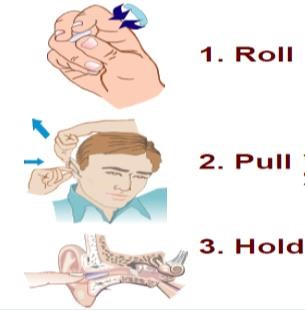 1. Roll
2. Pull
3. Hold